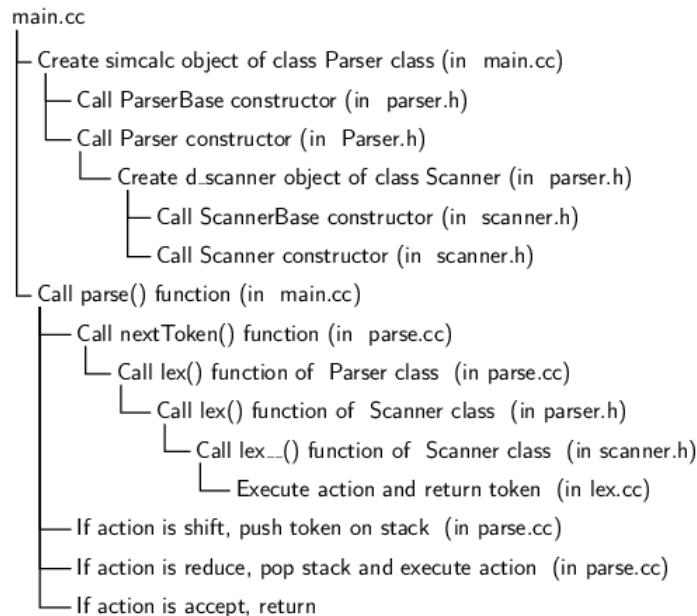 main.cc
Create simcalc object of class Parser class (in main.cc)
Call ParserBase constructor (in parser.h)
Call Parser constructor (in Parser.h)
Create d_scanner object of class Scanner (in parser.h)
Call ScannerBase constructor (in scanner.h)
Call Scanner constructor (in scanner.h)
Call parse() function (in main.cc)
Call nextToken() function (in parse.cc)
Call lex() function of Parser class (in parse.cc)
Call lex() function of Scanner class (in parser.h)
Call lex__() function of Scanner class (in scanner.h)
Execute action and return token (in lex.cc)
If action is shift, push token on stack (in parse.cc)
If action is reduce, pop stack and execute action (in parse.cc)
If action is accept, return